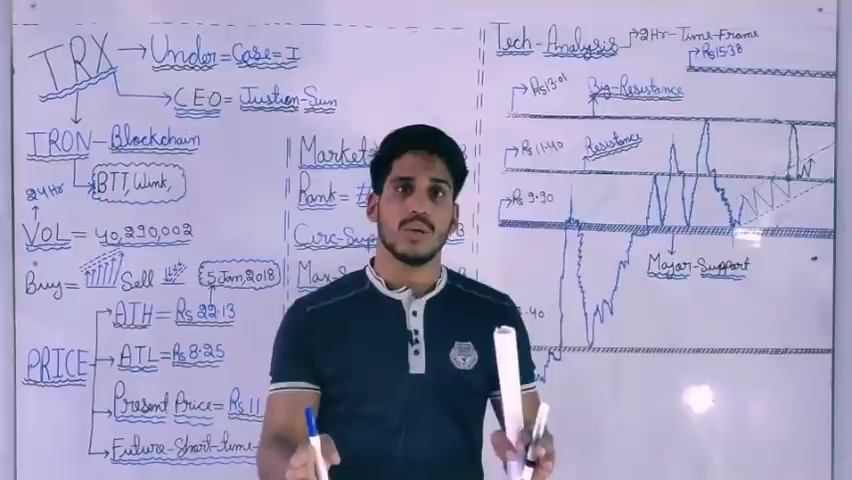 TRX → Under = Case = I
CEO = Justion-Sun
IRON - Blockchain
24Hr
BTT, Wink,
VOL = 40,290,002
Buy = Sell
5 Jan, 2018
PRICE
ATH = Rs 22.13
ATL = Rs 8.25
Present Price = Rs 11
Future-Short-time-
Market
Rank = #
Circ-Sup
Max-S
Tech-Analysis → 2Hr-Time-Frame
Rs 15.38
Rs 13.01
Big-Resistance
Rs 11.40
Resistance
Rs 9.90
Major-Support
.40